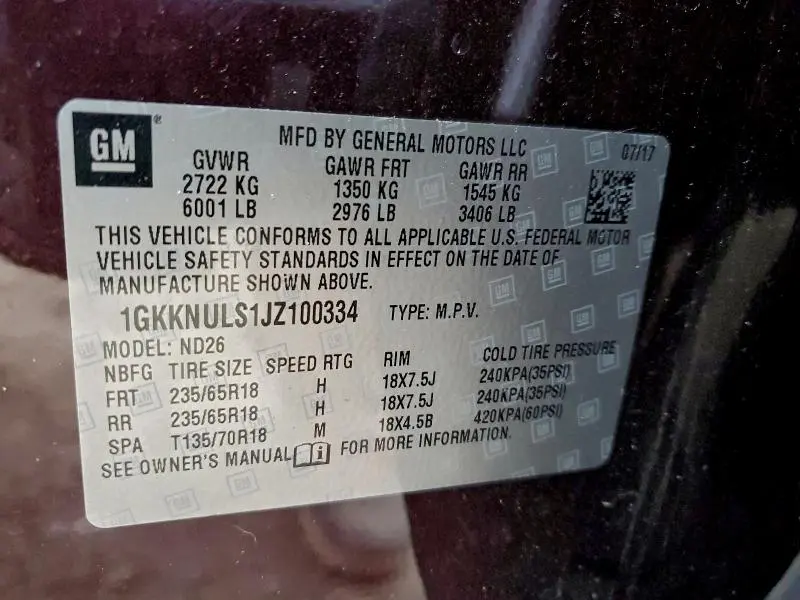 GM
MFD BY GENERAL MOTORS LLC
07/17
GVWR GAWR FRT GAWR RR
2722 KG 1350 KG 1545 KG
6001 LB 2976 LB 3406 LB
THIS VEHICLE CONFORMS TO ALL APPLICABLE U.S. FEDERAL MOTOR
VEHICLE SAFETY STANDARDS IN EFFECT ON THE DATE OF
MANUFACTURE SHOWN ABOVE.
1GKKNULS1JZ100334 TYPE: M.P.V.
MODEL: ND26
NBFG TIRE SIZE SPEED RTG RIM COLD TIRE PRESSURE
FRT 235/65R18 H 18X7.5J 240KPA(35PSI)
RR 235/65R18 H 18X7.5J 240KPA(35PSI)
SPA T135/70R18 M 18X4.5B 420KPA(60PSI)
SEE OWNER'S MANUAL i FOR MORE INFORMATION.